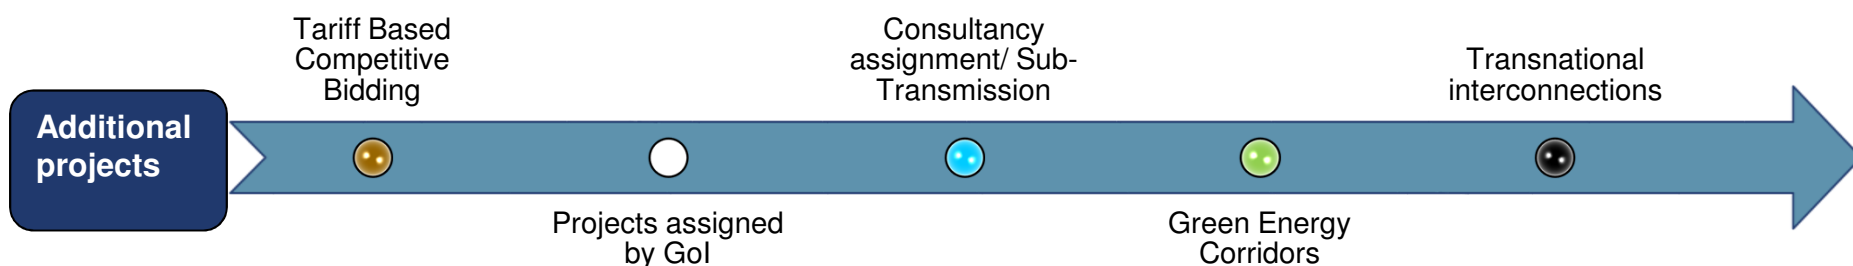 Additional
projects
Tariff Based
Competitive
Bidding
Projects assigned
by GoI
Consultancy
assignment/ Sub-
Transmission
Green Energy
Corridors
Transnational
interconnections